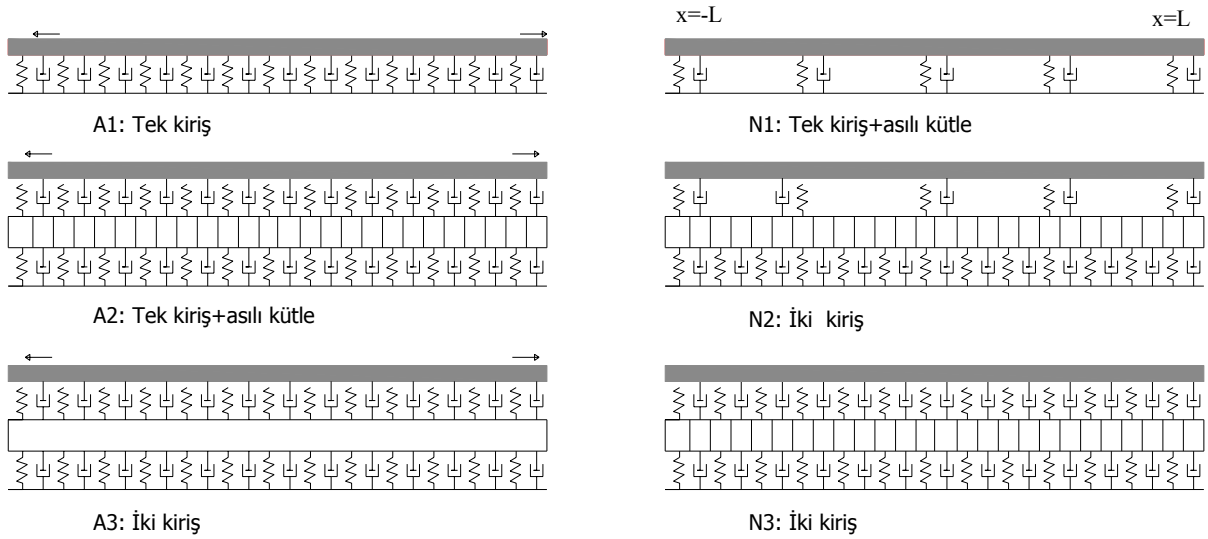 x=-L
x=L
A1: Tek kiriş
N1: Tek kiriş+asılı kütle
A2: Tek kiriş+asılı kütle
N2: İki kiriş
A3: İki kiriş
N3: İki kiriş